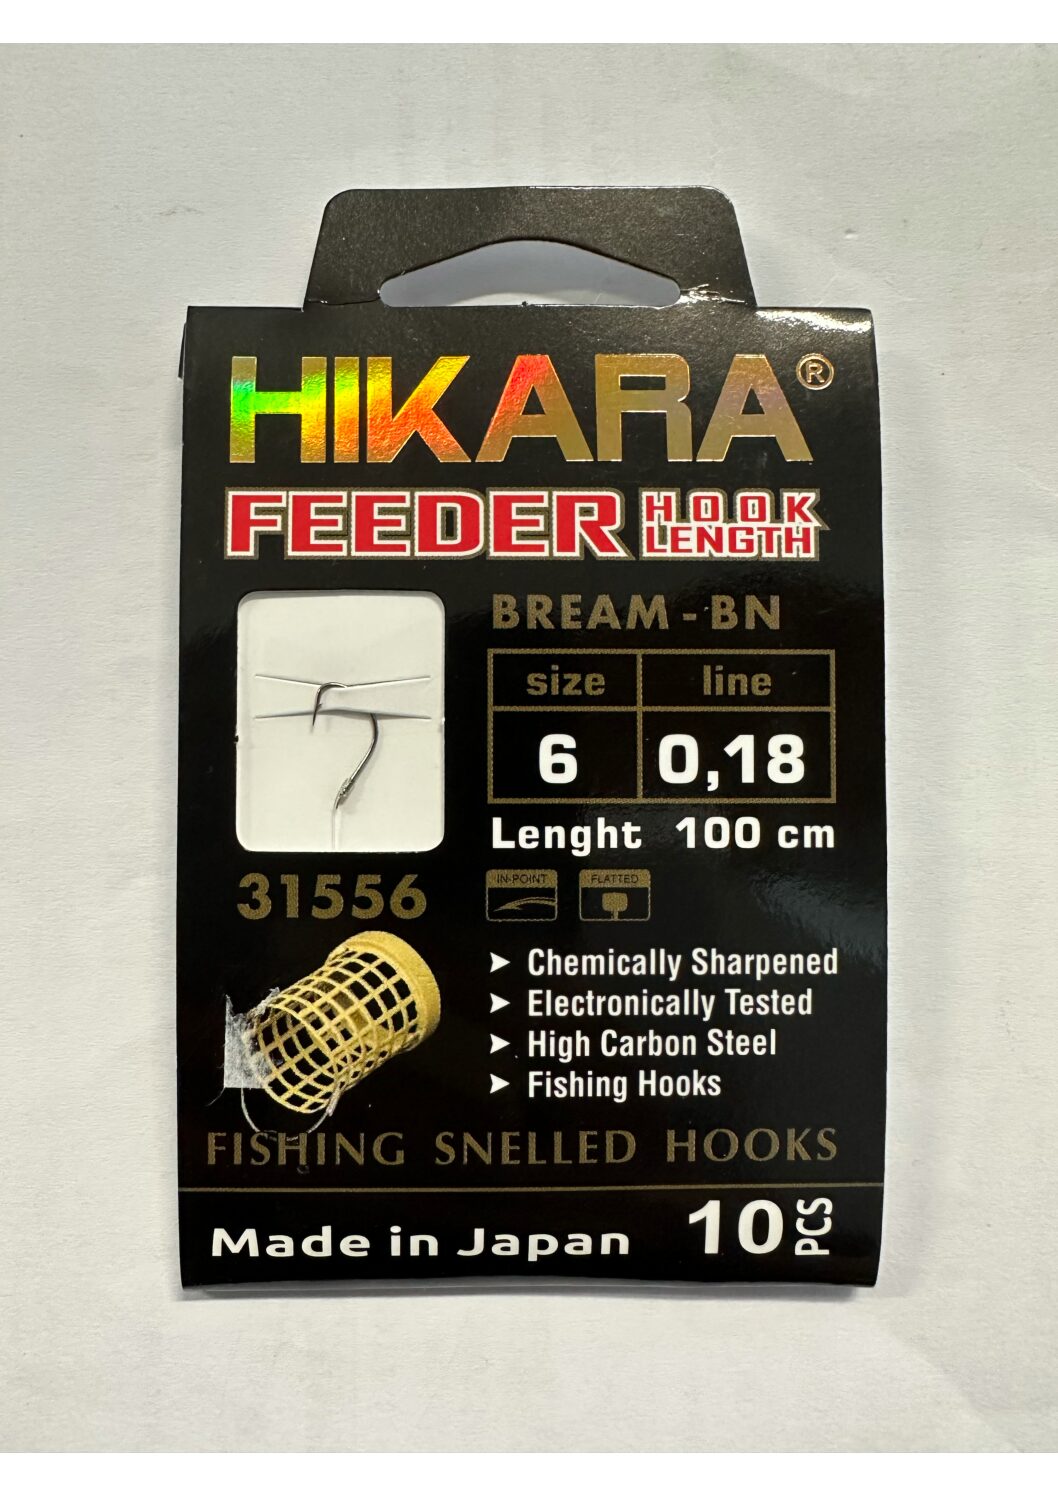 HIKARA®
FEEDER HOOK LENGTH
BREAM - BN
size line
6 0,18
Lenght 100 cm
31556
IN-POINT FLATTED
➤ Chemically Sharpened
➤ Electronically Tested
➤ High Carbon Steel
➤ Fishing Hooks
FISHING SNELLED HOOKS
Made in Japan 10 PCS